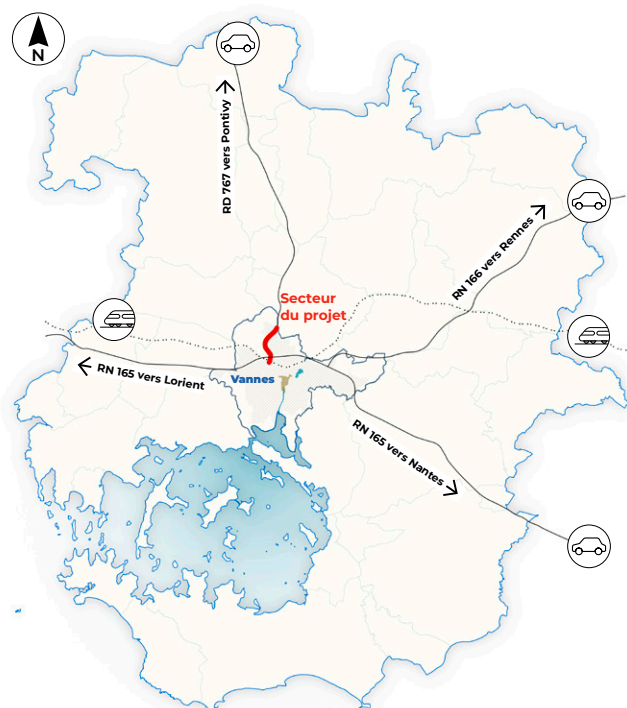 N
RD 767 vers Pontivy
RN 166 vers Rennes
Secteur
du projet
RN 165 vers Lorient
Vannes
RN 165 vers Nantes